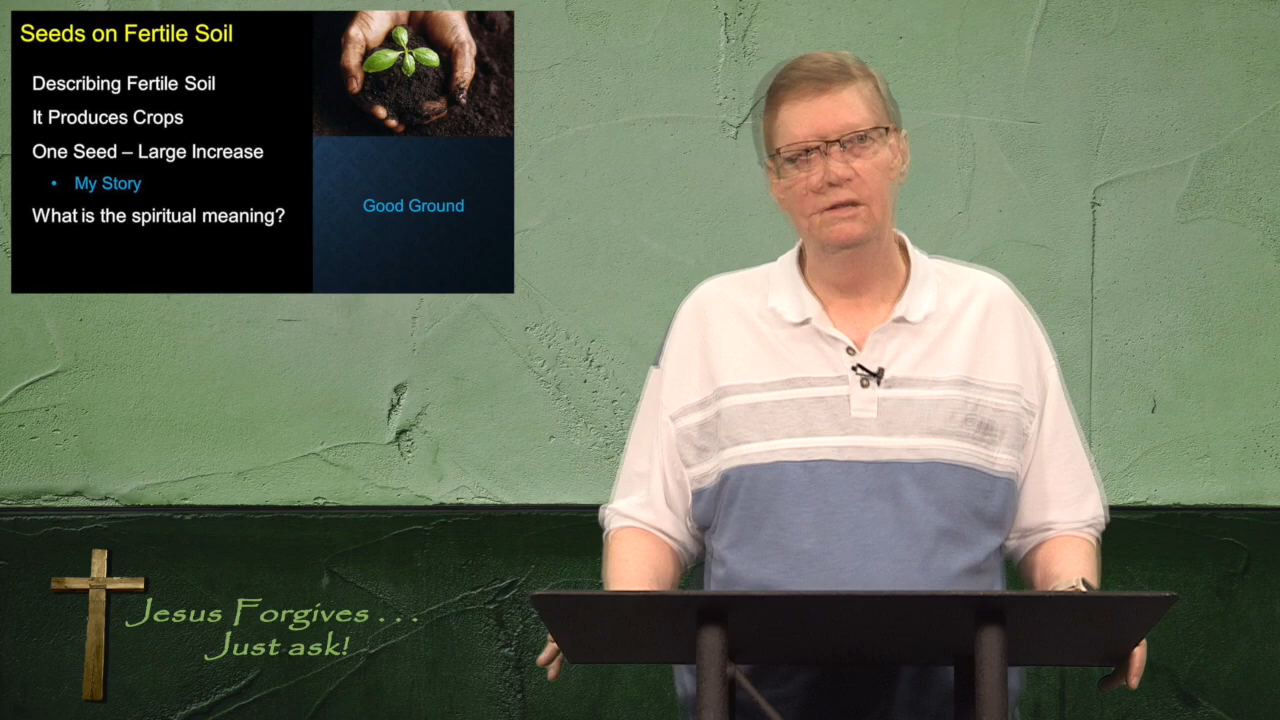 Seeds on Fertile Soil
Describing Fertile Soil
It Produces Crops
One Seed – Large Increase
• My Story
What is the spiritual meaning?
Good Ground
Jesus Forgives . . .
Just ask!